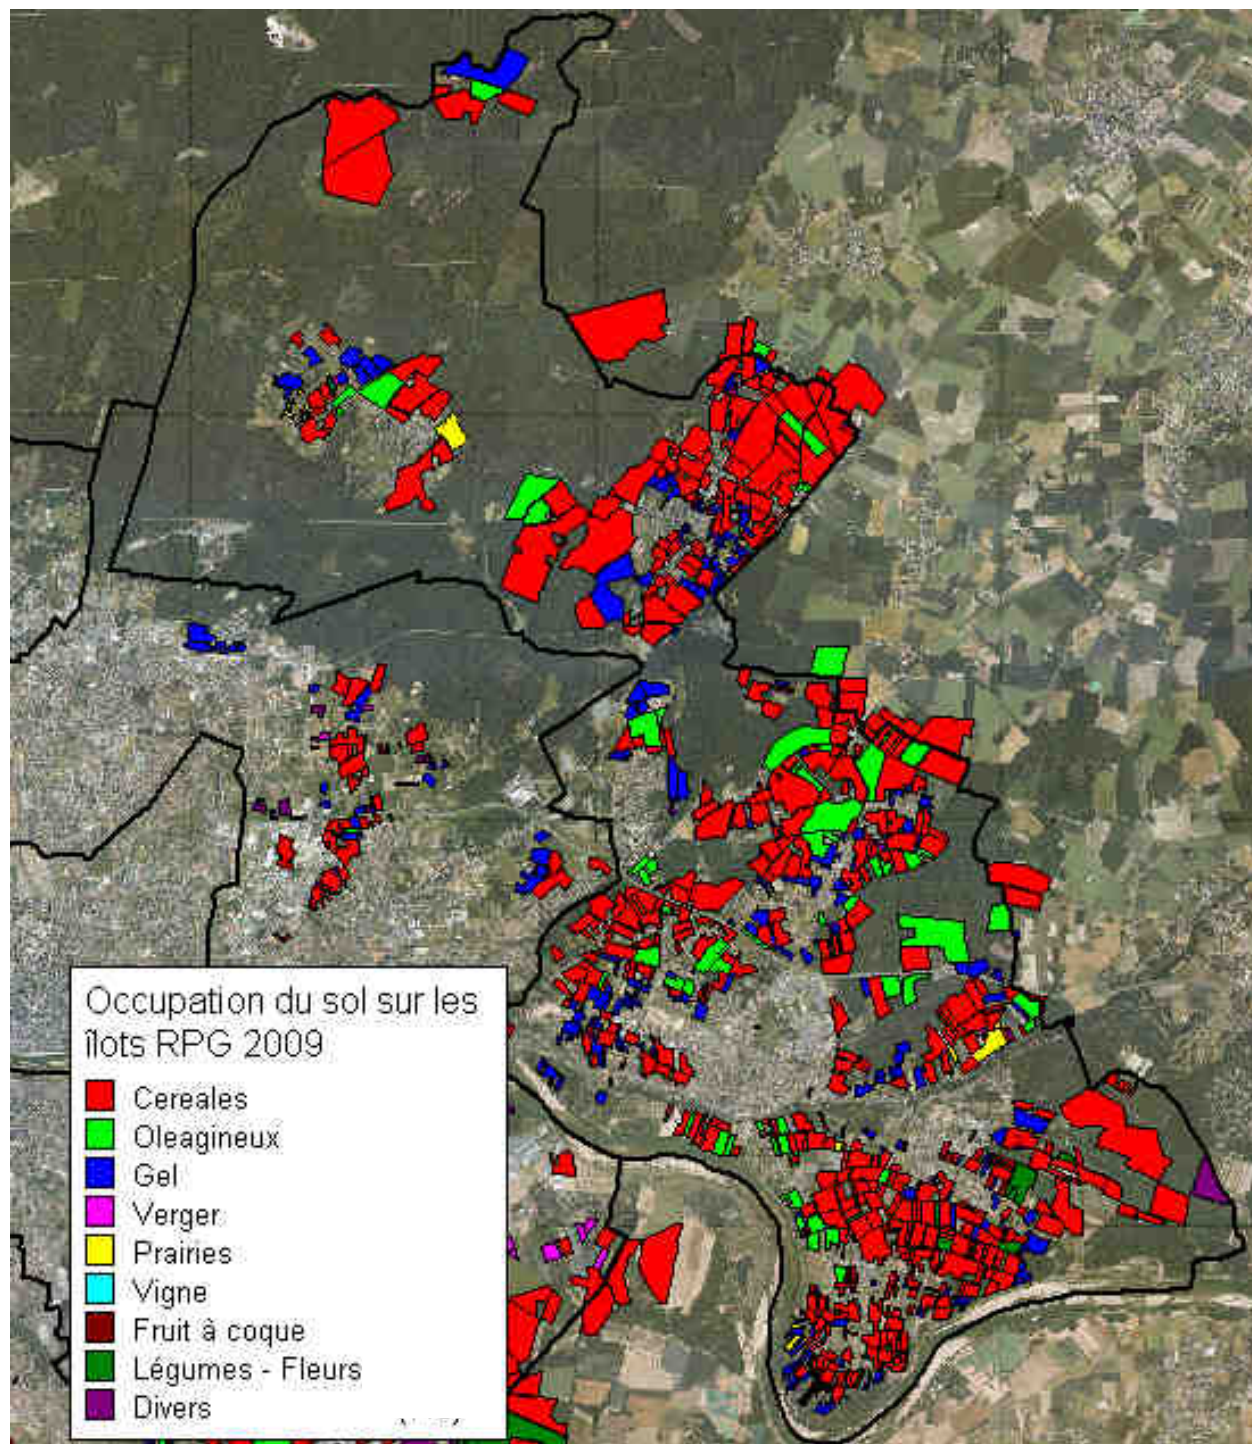 Occupation du sol sur les
îlots RPG 2009
Cereales
Oleagineux
Gel
Verger
Prairies
Vigne
Fruit à coque
Légumes - Fleurs
Divers